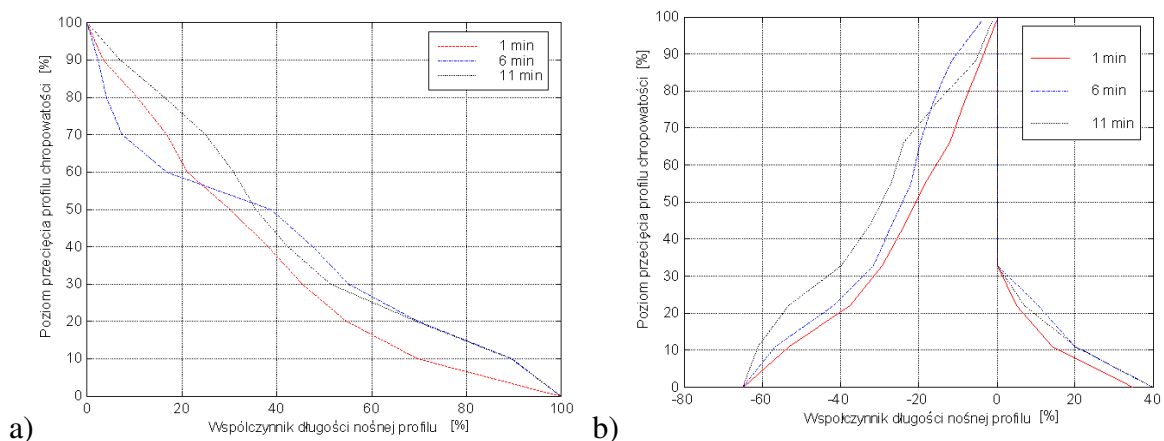 100
90
80
70
60
50
40
30
20
10
0
Poziom przecięcia profilu chropowatości [%]
1 min
6 min
11 min
0 20 40 60 80 100
Współczynnik długości nośnej profilu [%]
a)
100
90
80
70
60
50
40
30
20
10
0
Poziom przecięcia profilu chropowatości [%]
1 min
6 min
11 min
-80 -60 -40 -20 0 20 40
Współczynnik długości nośnej profilu [%]
b)